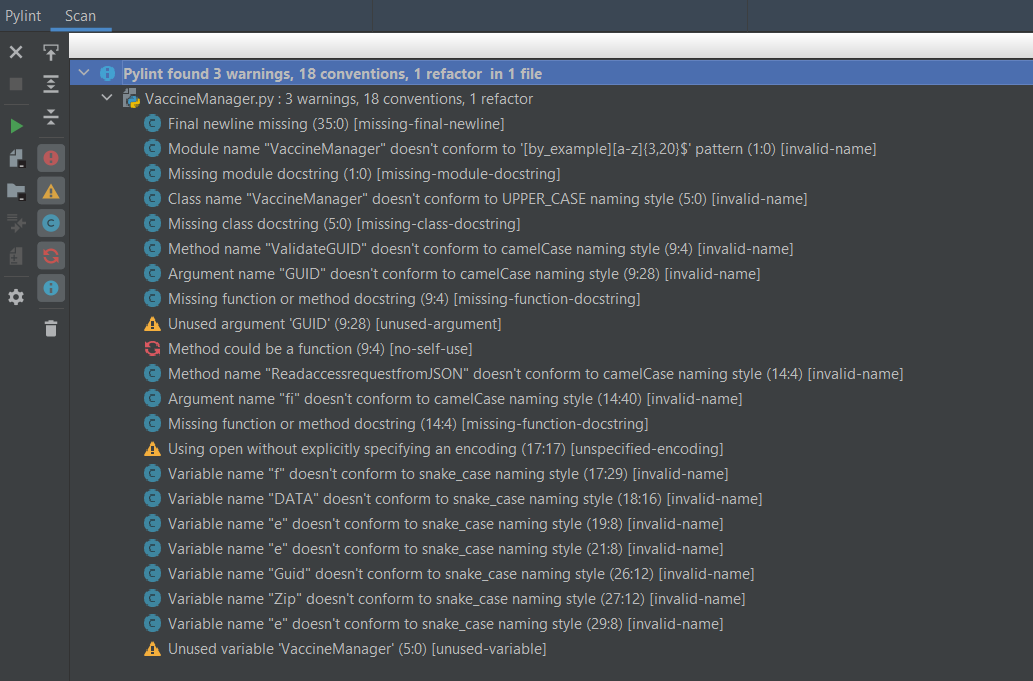 Pylint Scan
Pylint found 3 warnings, 18 conventions, 1 refactor in 1 file
VaccineManager.py : 3 warnings, 18 conventions, 1 refactor
Final newline missing (35:0) [missing-final-newline]
Module name "VaccineManager" doesn't conform to '[by_example][a-z]{3,20}$' pattern (1:0) [invalid-name]
Missing module docstring (1:0) [missing-module-docstring]
Class name "VaccineManager" doesn't conform to UPPER_CASE naming style (5:0) [invalid-name]
Missing class docstring (5:0) [missing-class-docstring]
Method name "ValidateGUID" doesn't conform to camelCase naming style (9:4) [invalid-name]
Argument name "GUID" doesn't conform to camelCase naming style (9:28) [invalid-name]
Missing function or method docstring (9:4) [missing-function-docstring]
Unused argument 'GUID' (9:28) [unused-argument]
Method could be a function (9:4) [no-self-use]
Method name "ReadaccessrequestfromJSON" doesn't conform to camelCase naming style (14:4) [invalid-name]
Argument name "fi" doesn't conform to camelCase naming style (14:40) [invalid-name]
Missing function or method docstring (14:4) [missing-function-docstring]
Using open without explicitly specifying an encoding (17:17) [unspecified-encoding]
Variable name "f" doesn't conform to snake_case naming style (17:29) [invalid-name]
Variable name "DATA" doesn't conform to snake_case naming style (18:16) [invalid-name]
Variable name "e" doesn't conform to snake_case naming style (19:8) [invalid-name]
Variable name "e" doesn't conform to snake_case naming style (21:8) [invalid-name]
Variable name "Guid" doesn't conform to snake_case naming style (26:12) [invalid-name]
Variable name "Zip" doesn't conform to snake_case naming style (27:12) [invalid-name]
Variable name "e" doesn't conform to snake_case naming style (29:8) [invalid-name]
Unused variable 'VaccineManager' (5:0) [unused-variable]